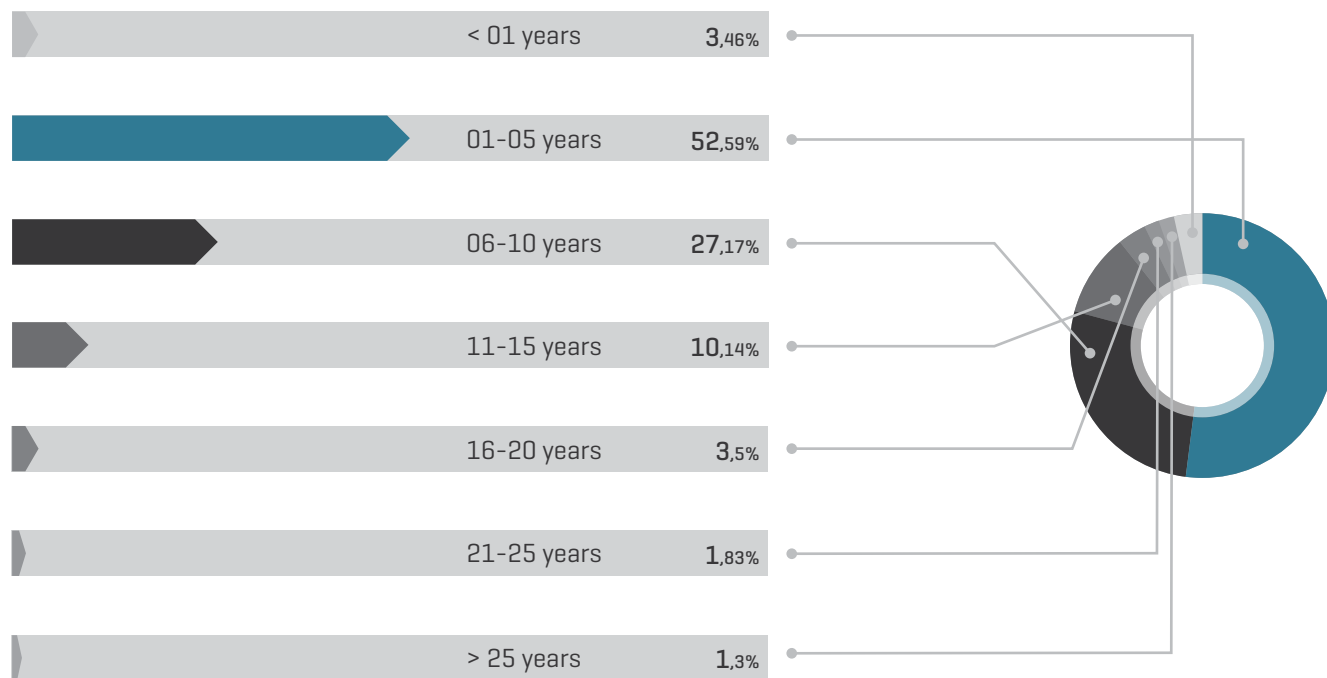 < 01 years 3,46%
01-05 years 52,59%
06-10 years 27,17%
11-15 years 10,14%
16-20 years 3,5%
21-25 years 1,83%
> 25 years 1,3%